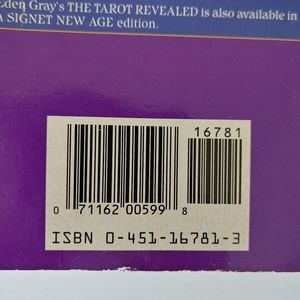 Eden Gray's THE TAROT REVEALED is also available in
A SIGNET NEW AGE edition.
16781
0 71162 00599 8
ISBN 0-451-16781-3